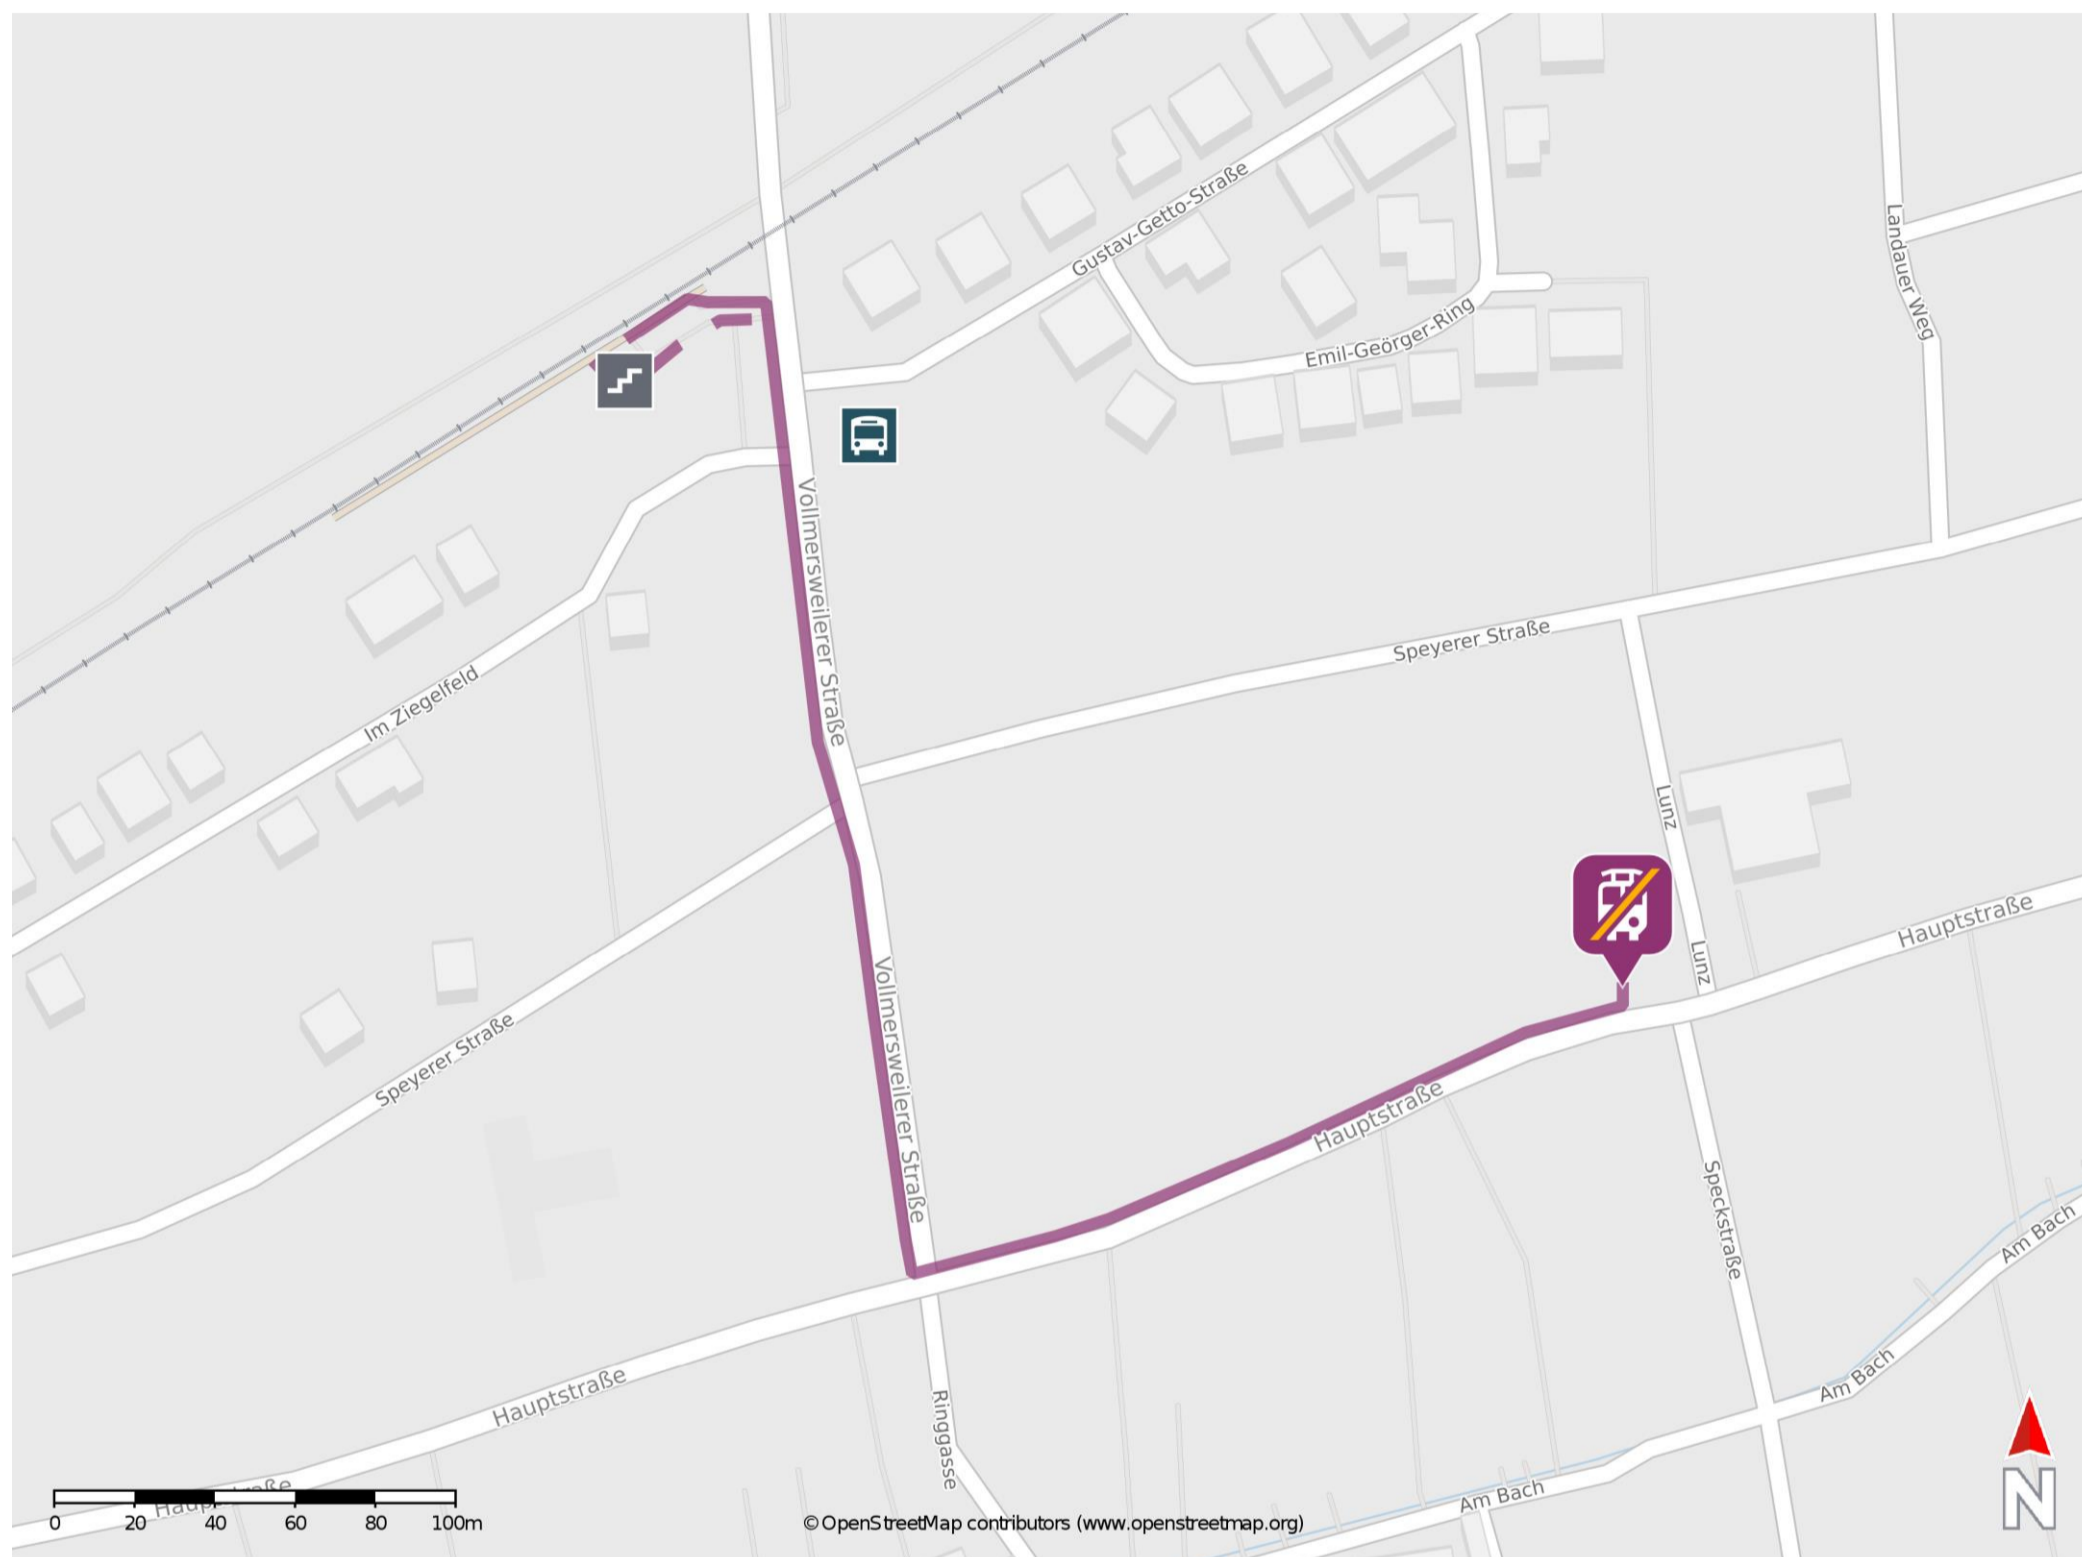 Gustav-Getto-Straße
Landauer Weg
Emil-Geörger-Ring
Vollmersweilerer Straße
Speyerer Straße
Im Ziegelfeld
Lunz
Hauptstraße
Lunz
Vollmersweilerer Straße
Speyerer Straße
Hauptstraße
Speckstraße
Am Bach
Am Bach
Hauptstraße
Ringgasse
Hauptstraße
Am Bach
N
0 20 40 60 80 100m
© OpenStreetMap contributors (www.openstreetmap.org)